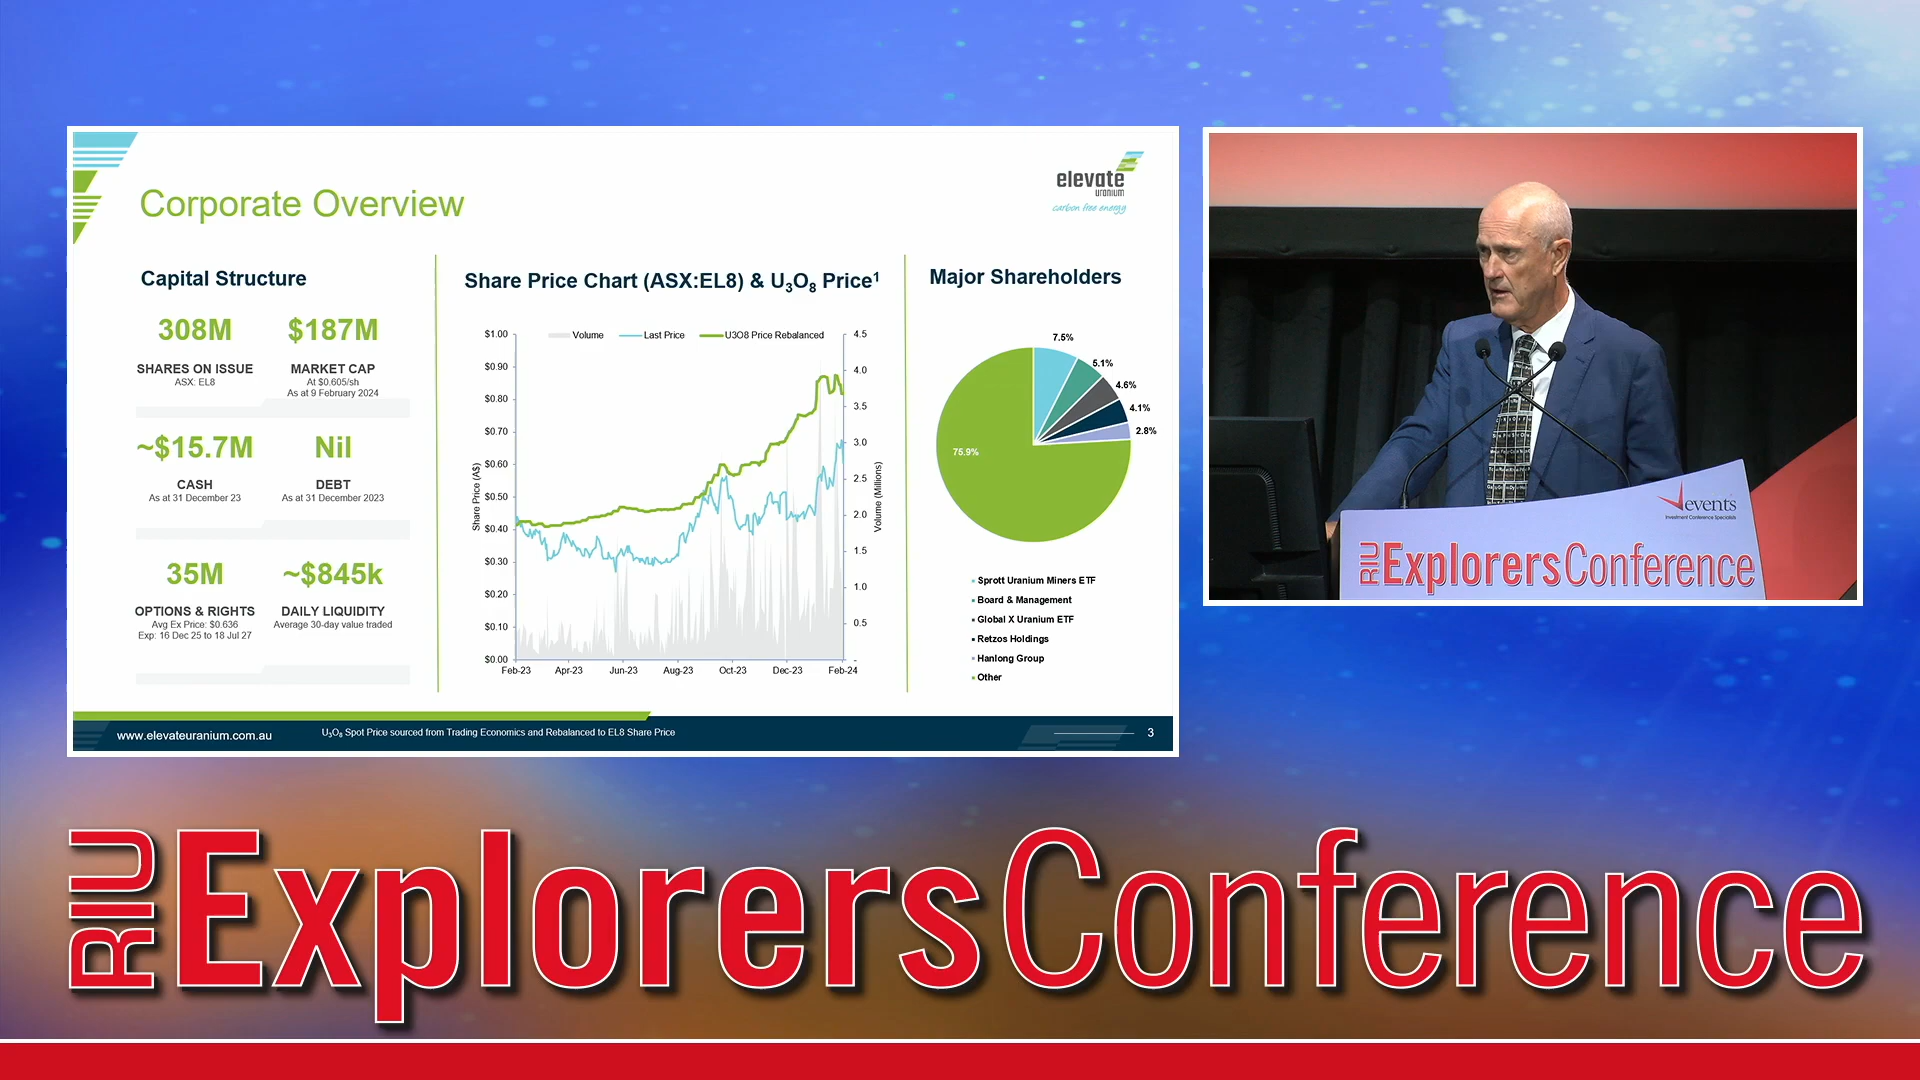 Corporate Overview
elevate
uranium
carbon free energy
Capital Structure
308M
SHARES ON ISSUE
ASX: EL8
$187M
MARKET CAP
At $0.605/sh
As at 9 February 2024
~$15.7M
CASH
As at 31 December 23
Nil
DEBT
As at 31 December 2023
35M
OPTIONS & RIGHTS
Avg Ex Price: $0.636
Exp: 16 Dec 25 to 18 Jul 27
~$845k
DAILY LIQUIDITY
Average 30-day value traded
Share Price Chart (ASX:EL8) & U₃O₈ Price¹
Volume
Last Price
U3O8 Price Rebalanced
Share Price (A$)
$1.00
$0.90
$0.80
$0.70
$0.60
$0.50
$0.40
$0.30
$0.20
$0.10
$0.00
4.5
4.0
3.5
3.0
2.5
2.0
1.5
1.0
0.5
-
Volume (Millions)
Feb-23
Apr-23
Jun-23
Aug-23
Oct-23
Dec-23
Feb-24
Major Shareholders
7.5%
5.1%
4.6%
4.1%
2.8%
75.9%
Sprott Uranium Miners ETF
Board & Management
Global X Uranium ETF
Retzos Holdings
Hanlong Group
Other
www.elevateuranium.com.au
U₃O₈ Spot Price sourced from Trading Economics and Rebalanced to EL8 Share Price
3
events
Investment Conference Specialists
RIU ExplorersConference
RIU ExplorersConference